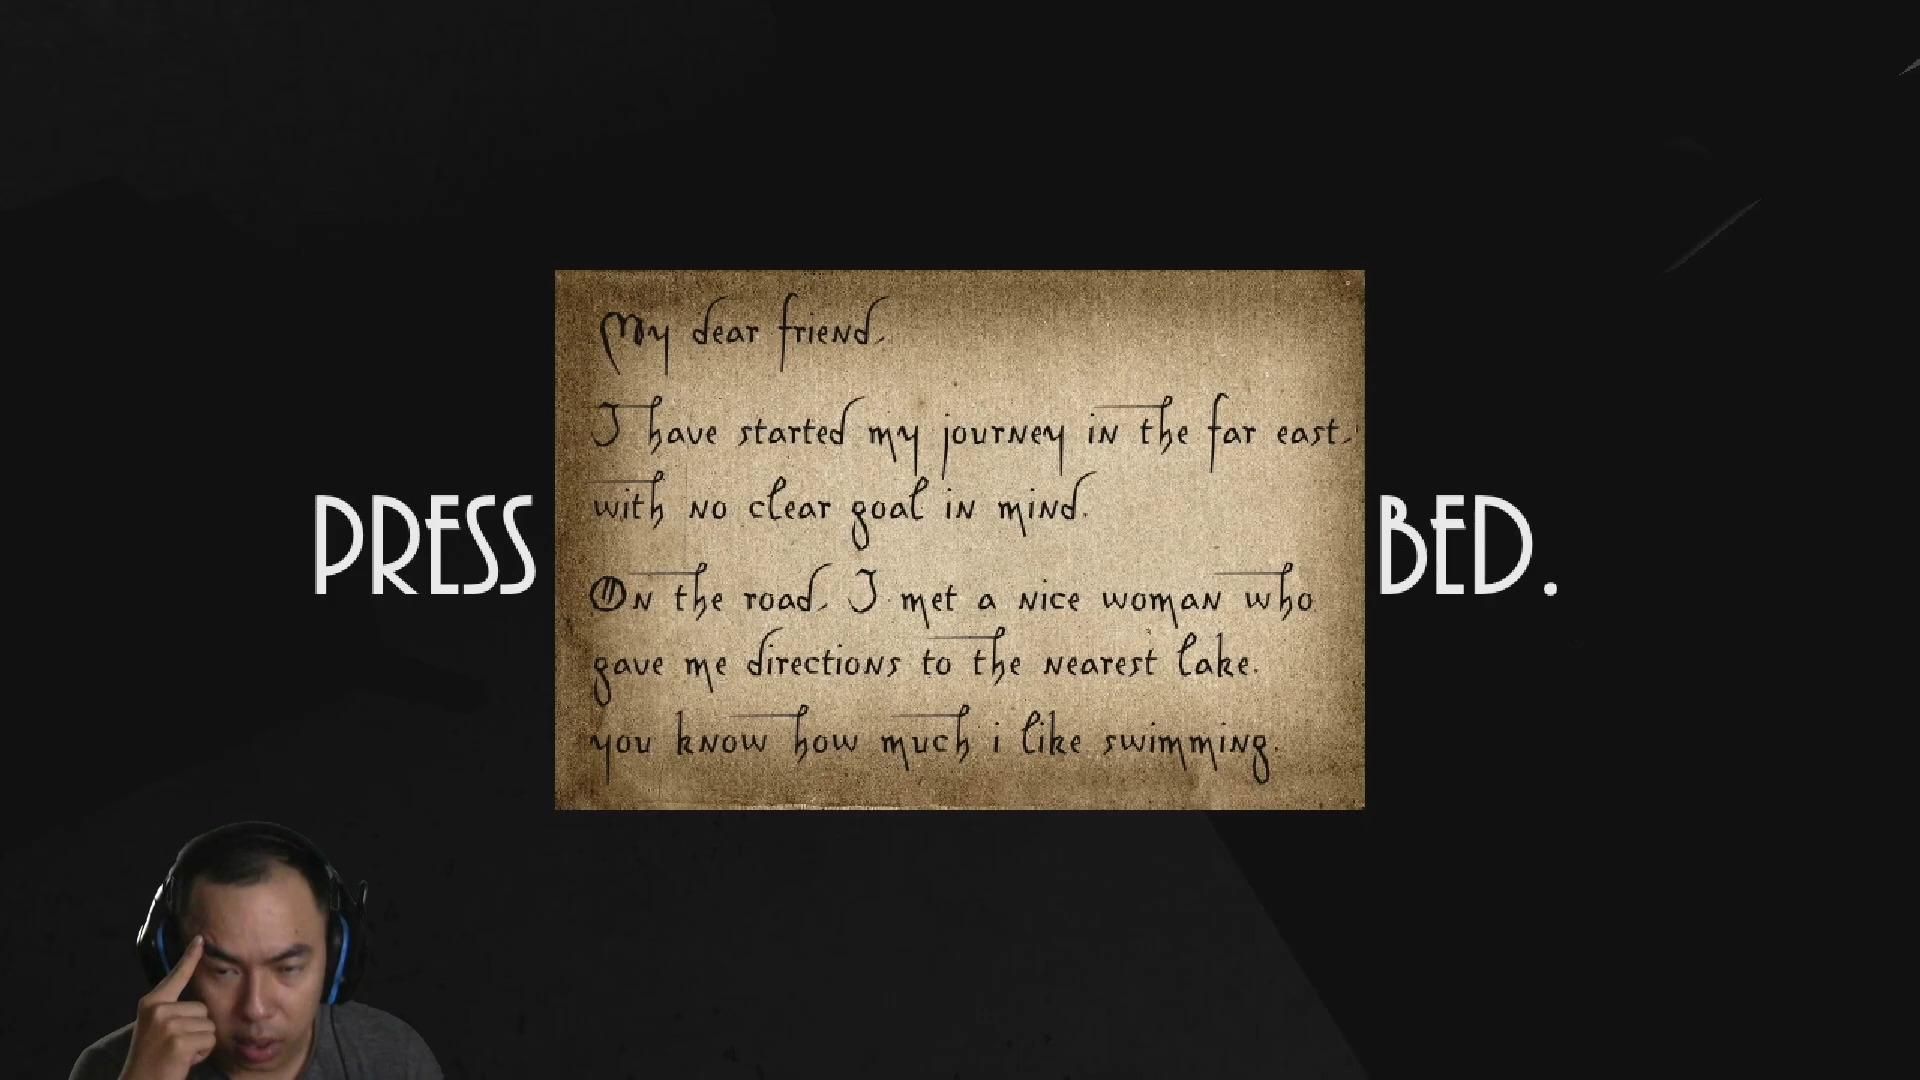 My dear friend,
I have started my journey in the far east,
with no clear goal in mind.
On the road, I met a nice woman who
gave me directions to the nearest lake.
you know how much i like swimming.
PRESS
BED.